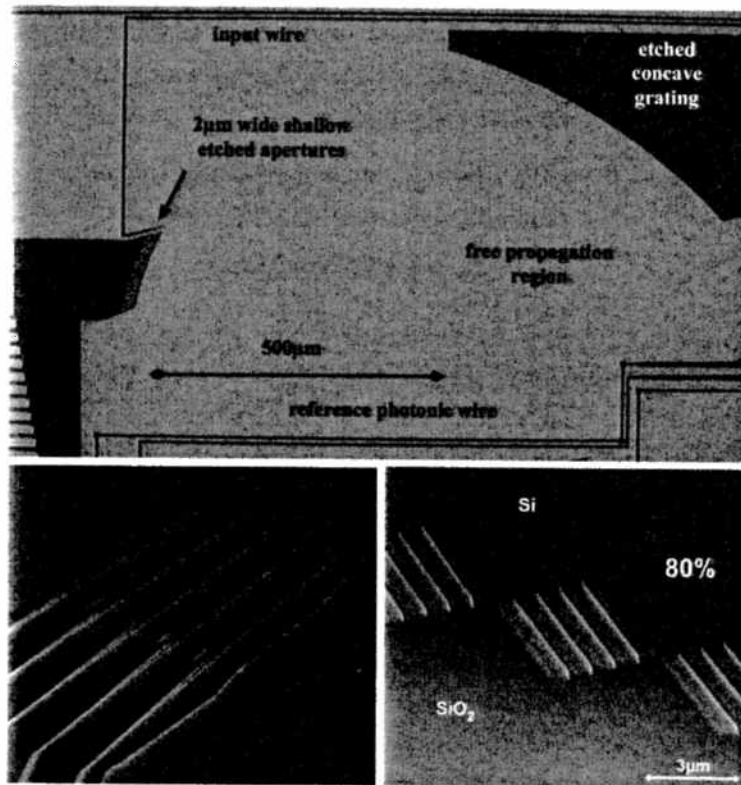 input wire
etched
concave
grating
2µm wide shallow
etched apertures
free propagation
region
500µm
reference photonic wire
Si
80%
SiO₂
3µm